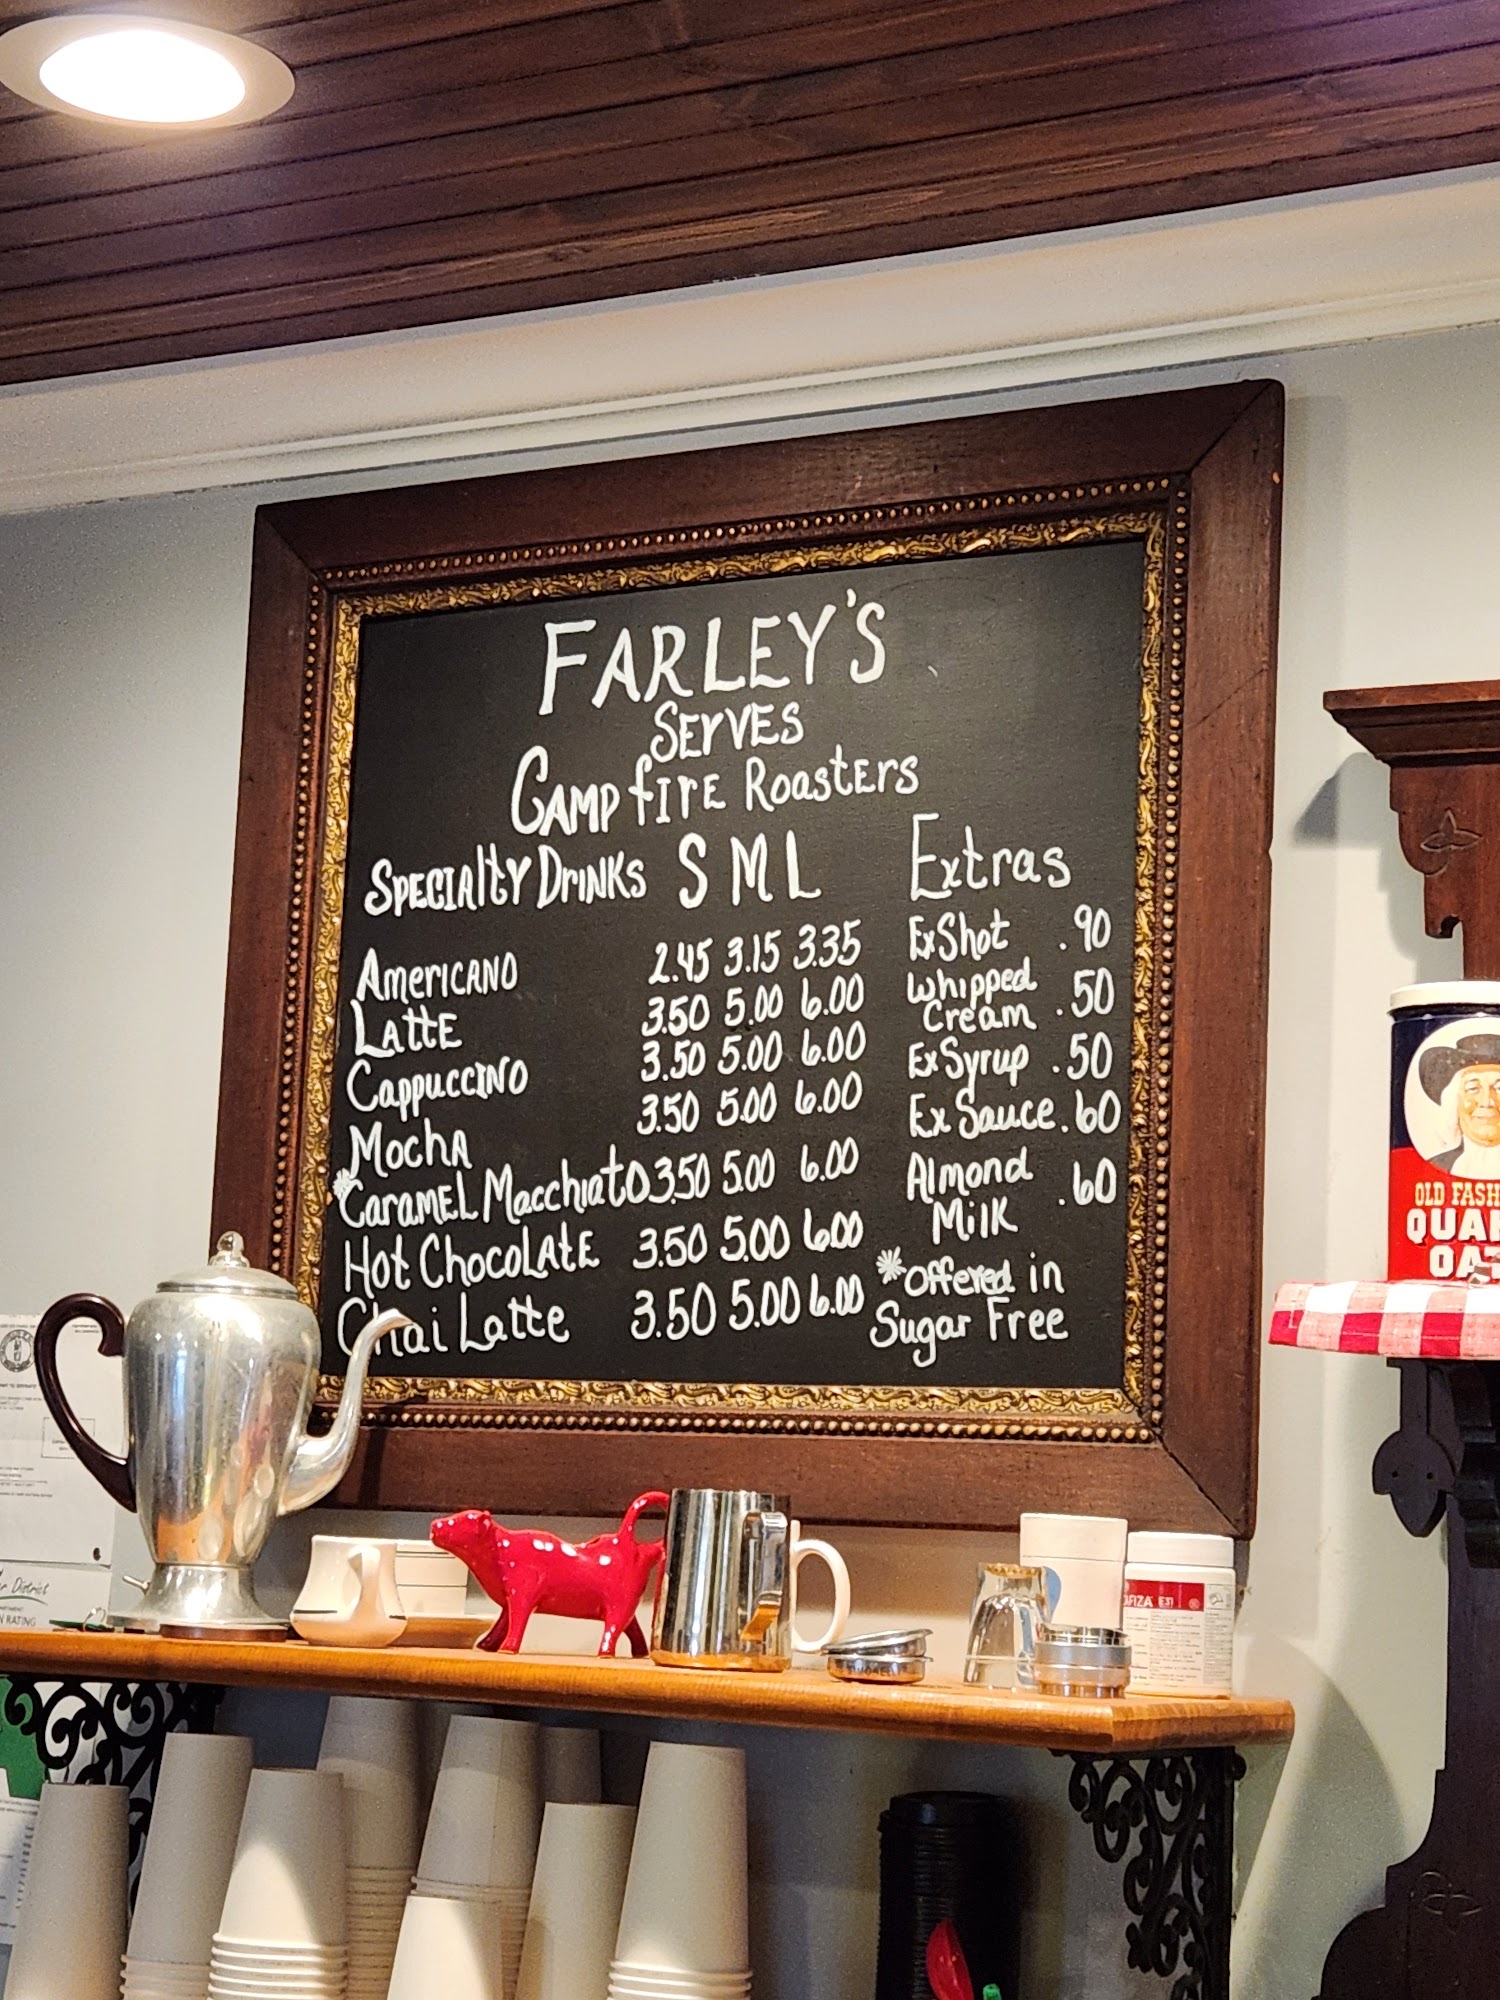 FARLEY'S
SERVES
CAMPfIrE ROASTERS
SPECIAltY DriNKS S M L
AMERICANO 2.45 3.15 3.35
LAttE 3.50 5.00 6.00
CAPPUCCINO 3.50 5.00 6.00
MOCHA 3.50 5.00 6.00
*CARAMEL MacchiatO 3.50 5.00 6.00
Hot CHOCOLAtE 3.50 5.00 6.00
Chai Latte 3.50 5.00 6.00
Extras
ExShot .90
Whipped
Cream .50
ExSyrup .50
Ex Sauce .60
Almond
Milk .60
*Offered in
Sugar Free
OLD FASH
QUA
OA
District
N RATING
AFIZA E31